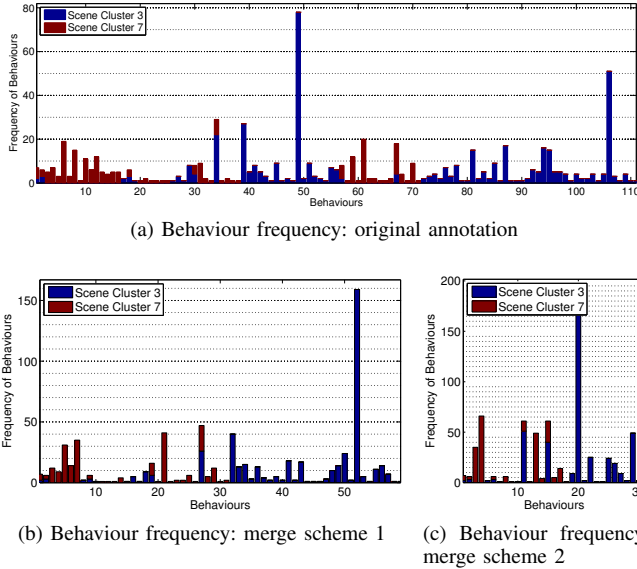 80
60
40
20
0
Frequency of Behaviours
Scene Cluster 3
Scene Cluster 7
10 20 30 40 50 60 70 80 90 100 110
Behaviours
(a) Behaviour frequency: original annotation
150
100
50
0
Frequency of Behaviours
Scene Cluster 3
Scene Cluster 7
10 20 30 40 50
Behaviours
(b) Behaviour frequency: merge scheme 1
200
150
100
50
0
Frequency of Behaviours
Scene Cluster 3
Scene Cluster 7
10 20 3
Behaviours
(c) Behaviour frequency
merge scheme 2